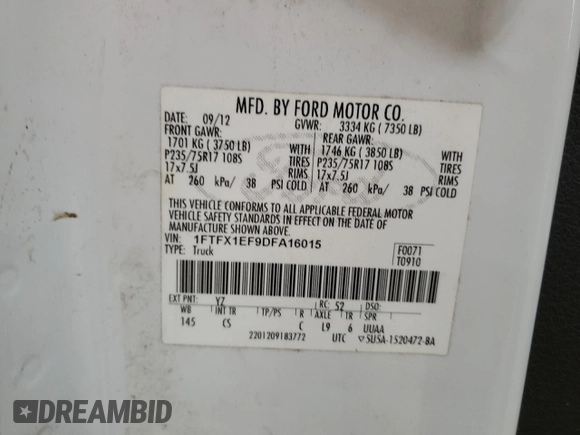 MFD. BY FORD MOTOR CO.
DATE: 09/12 GVWR: 3334 KG ( 7350 LB)
FRONT GAWR: REAR GAWR:
1701 KG ( 3750 LB) WITH 1746 KG ( 3850 LB) WITH
P235/75R17 108S TIRES P235/75R17 108S TIRES
17x7.5J RIMS 17x7.5J RIMS
AT 260 kPa/ 38 PSI COLD AT 260 kPa/ 38 PSI COLD
THIS VEHICLE CONFORMS TO ALL APPLICABLE FEDERAL MOTOR
VEHICLE SAFETY STANDARDS IN EFFECT ON THE DATE OF
MANUFACTURE SHOWN ABOVE.
VIN: 1FTFX1EF9DFA16015 F0071
TYPE: Truck T0910
EXT PNT: YZ RC: 52 DSO:
WB INT TR TP/PS R AXLE TR SPR
145 CS C L9 6 UUAA
2201209183772 UTC ▽SU5A-1520472-BA
DREAMBID